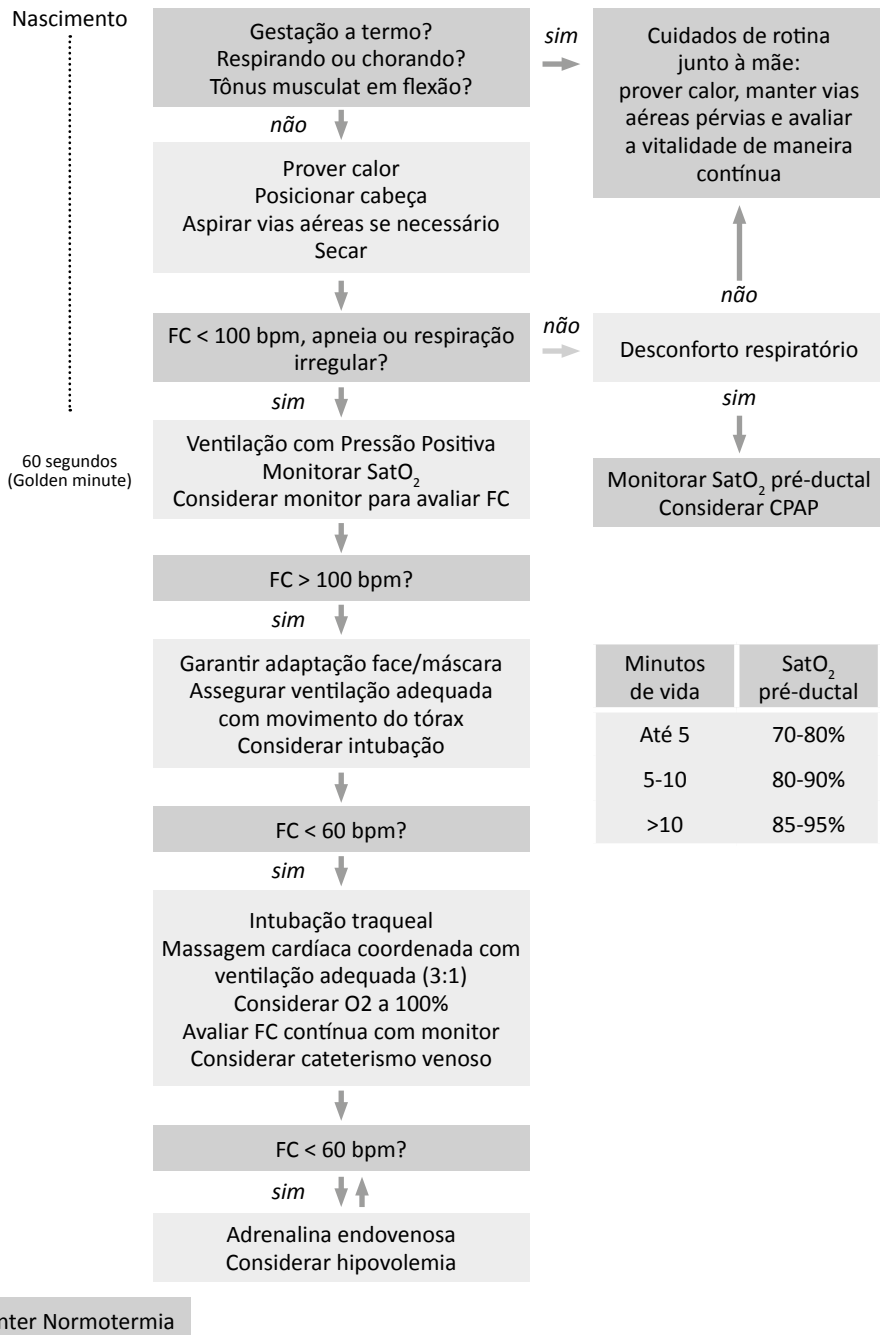 Nascimento
Gestação a termo?
Respirando ou chorando?
Tônus musculat em flexão?
sim
Cuidados de rotina
junto à mãe:
prover calor, manter vias
aéreas pérvias e avaliar
a vitalidade de maneira
contínua
não
Prover calor
Posicionar cabeça
Aspirar vias aéreas se necessário
Secar
não
FC < 100 bpm, apneia ou respiração
irregular?
não
Desconforto respiratório
sim
sim
60 segundos
(Golden minute)
Ventilação com Pressão Positiva
Monitorar SatO2
Considerar monitor para avaliar FC
Monitorar SatO2 pré-ductal
Considerar CPAP
FC > 100 bpm?
sim
Garantir adaptação face/máscara
Assegurar ventilação adequada
com movimento do tórax
Considerar intubação
Minutos de vida SatO2 pré-ductal
Até 5 70-80%
5-10 80-90%
>10 85-95%
FC < 60 bpm?
sim
Intubação traqueal
Massagem cardíaca coordenada com
ventilação adequada (3:1)
Considerar O2 a 100%
Avaliar FC contínua com monitor
Considerar cateterismo venoso
FC < 60 bpm?
sim
Adrenalina endovenosa
Considerar hipovolemia
nter Normotermia